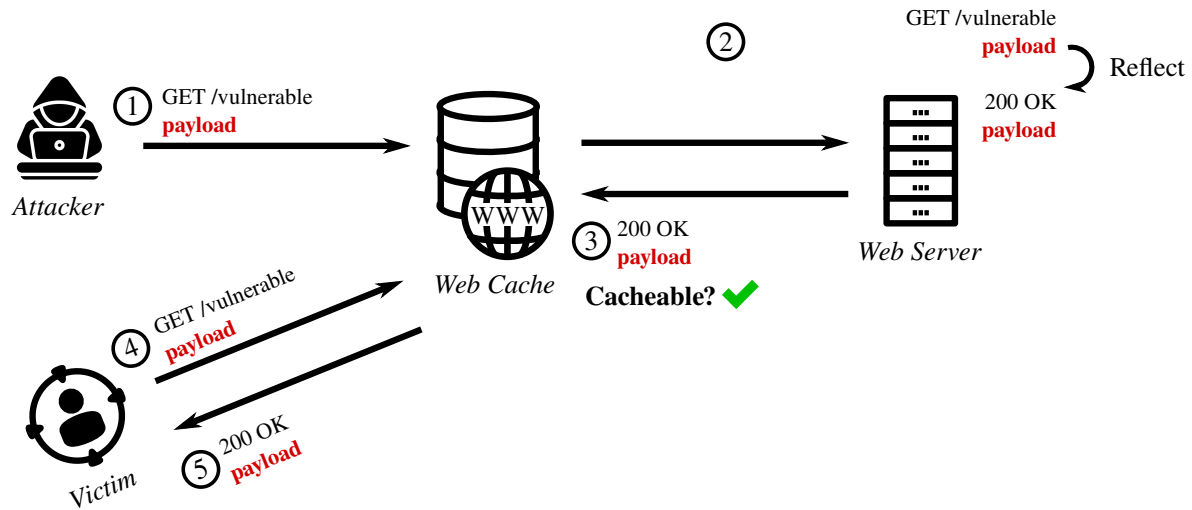 1
GET /vulnerable
payload
Attacker
WWW
Web Cache
2
GET /vulnerable
payload
Reflect
200 OK
payload
Web Server
3
200 OK
payload
Cacheable?
4
GET /vulnerable
payload
Victim
5
200 OK
payload